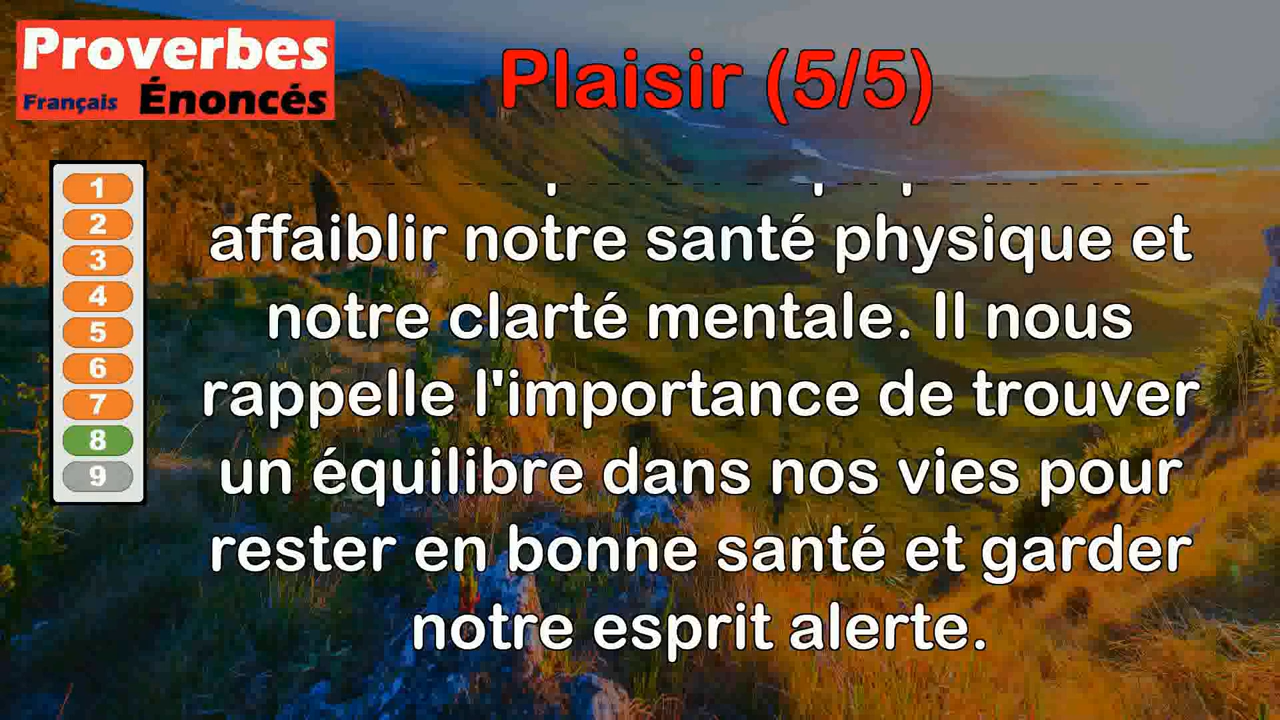 Proverbes
Français Énoncés
Plaisir (5/5)
1
2
3
4
5
6
7
8
9
affaiblir notre santé physique et
notre clarté mentale. Il nous
rappelle l'importance de trouver
un équilibre dans nos vies pour
rester en bonne santé et garder
notre esprit alerte.